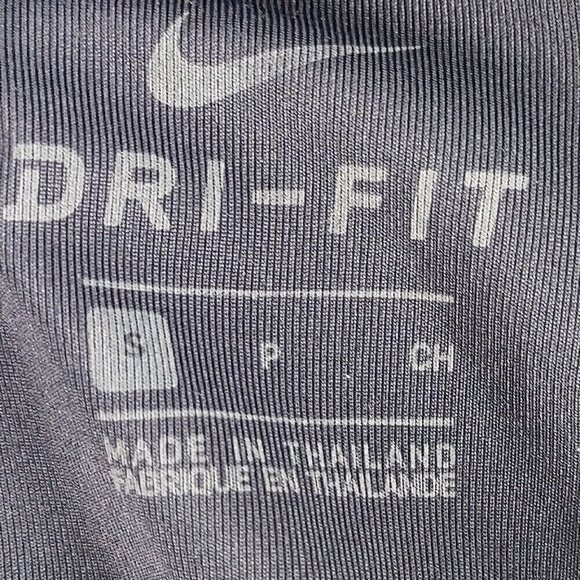 DRI-FIT
S P CH
MADE IN THAILAND
FABRIQUE EN THAILANDE